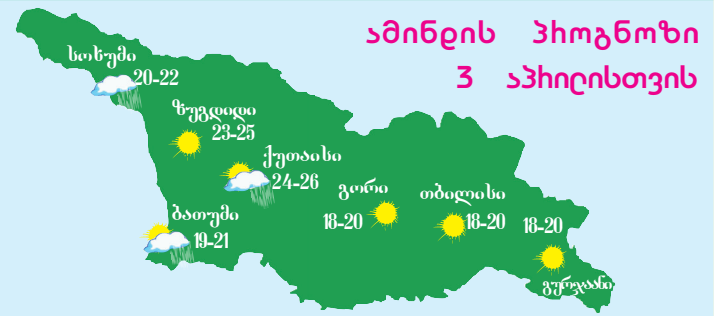 ამინდის პროგნოზი
3 აპრილისთვის
სოხუმი
20-22
ზუგდიდი
23-25
ქუთაისი
24-26
გორი
18-20
თბილისი
18-20
18-20
გურჯაანი
ბათუმი
19-21